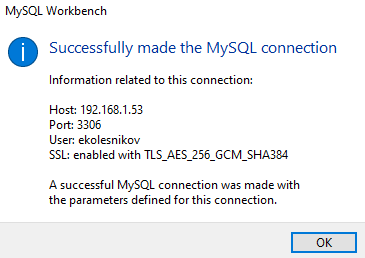 MySQL Workbench
Successfully made the MySQL connection
Information related to this connection:
Host: 192.168.1.53
Port: 3306
User: ekolesnikov
SSL: enabled with TLS_AES_256_GCM_SHA384
A successful MySQL connection was made with
the parameters defined for this connection.
OK